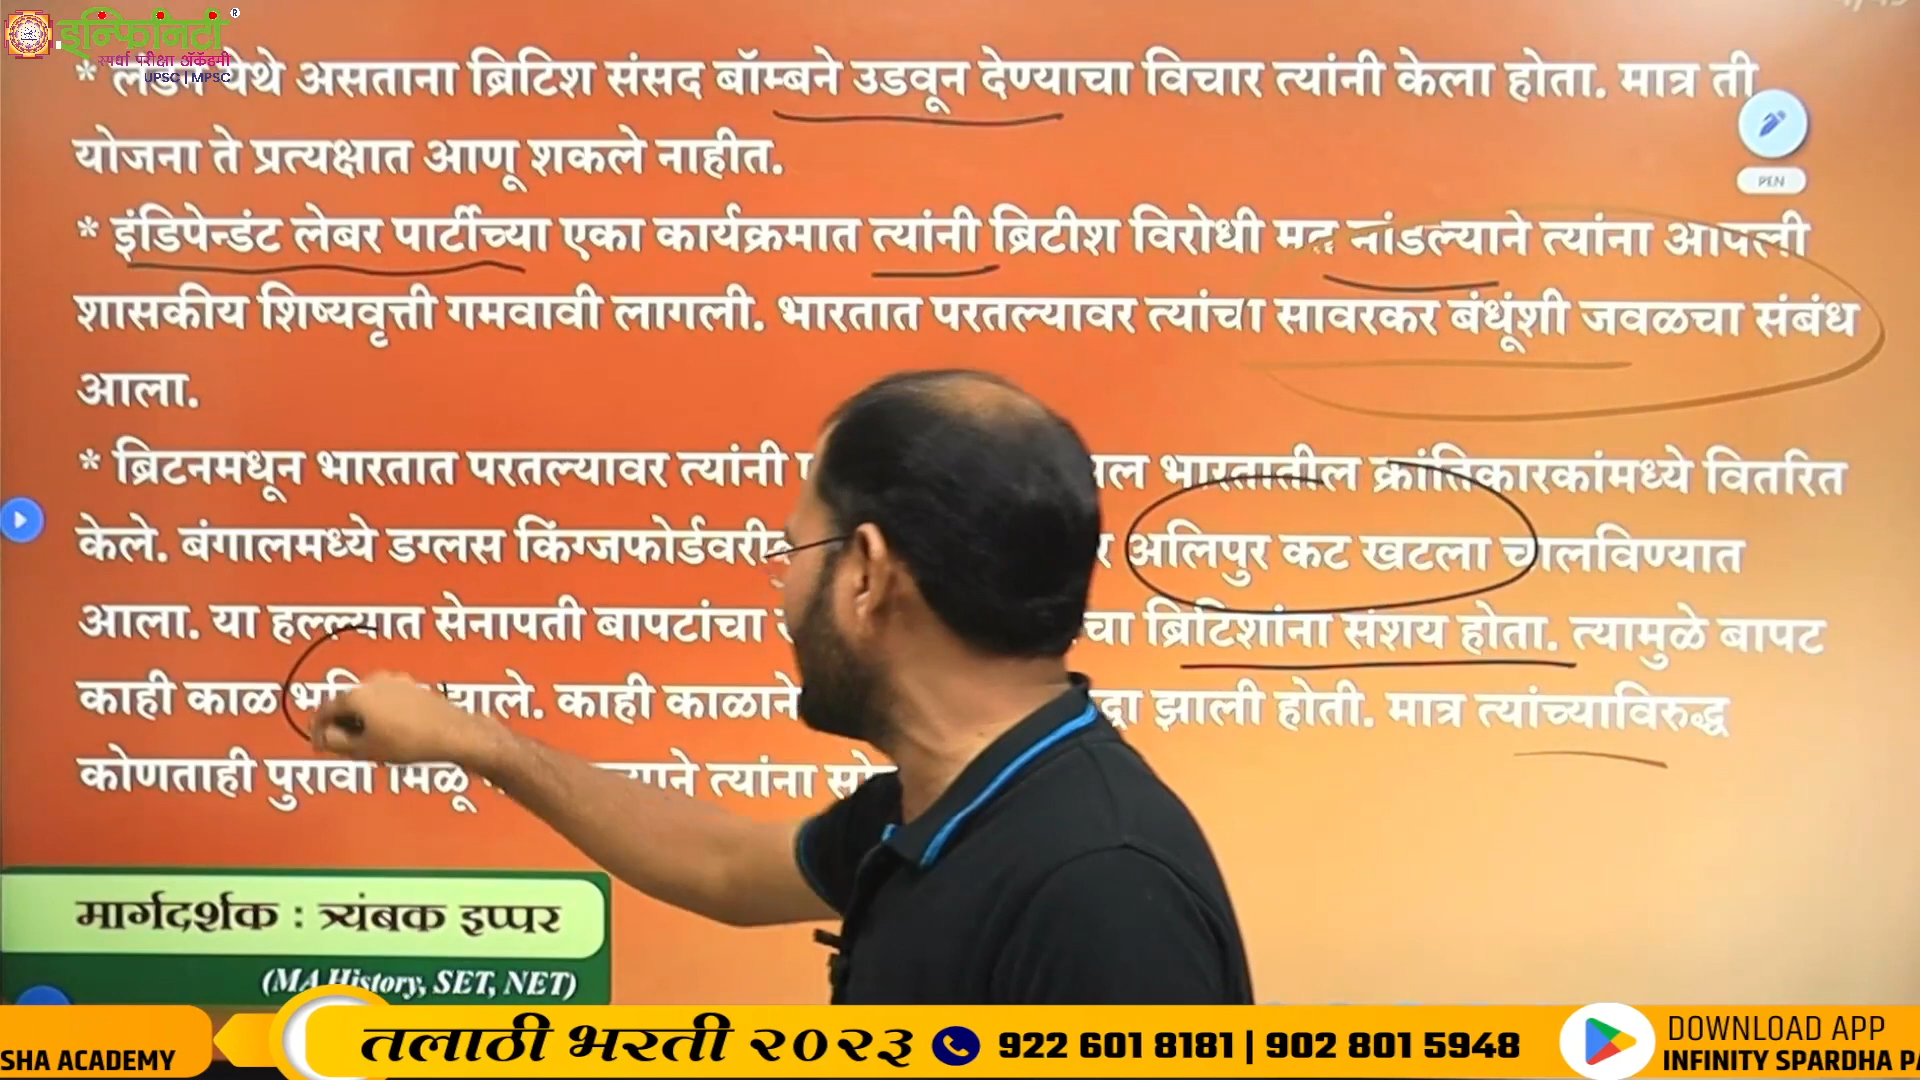 इन्फिनिटी
स्पर्धा परीक्षा अ‍ॅकॅडमी
UPSC | MPSC
* लंडन येथे असताना ब्रिटिश संसद बॉम्बने उडवून देण्याचा विचार त्यांनी केला होता. मात्र ती
योजना ते प्रत्यक्षात आणू शकले नाहीत.
PEN
* इंडिपेन्डंट लेबर पार्टीच्या एका कार्यक्रमात त्यांनी ब्रिटीश विरोधी मांडल्याने त्यांना आपली
शासकीय शिष्यवृत्ती गमवावी लागली. भारतात परतल्यावर त्यांचा सावरकर बंधूंशी जवळचा संबंध
आला.
* ब्रिटनमधून भारतात परतल्यावर त्यांनी भारतातील क्रांतिकारकांमध्ये वितरित
केले. बंगालमध्ये डग्लस किंग्जफोर्डवरील अलिपुर कट खटला चालविण्यात
आला. या हल्ल्यात सेनापती बापटांचा ब्रिटिशांना संशय होता. त्यामुळे बापट
काही काळ झाले. काही काळाने झाली होती. मात्र त्यांच्याविरुद्ध
कोणताही पुरावा मिळू त्यांना
मार्गदर्शक : त्र्यंबक इप्पर
(MA History, SET, NET)
SHA ACADEMY
तलाठी भरती २०२३
922 601 8181 | 902 801 5948
DOWNLOAD APP
INFINITY SPARDHA PA